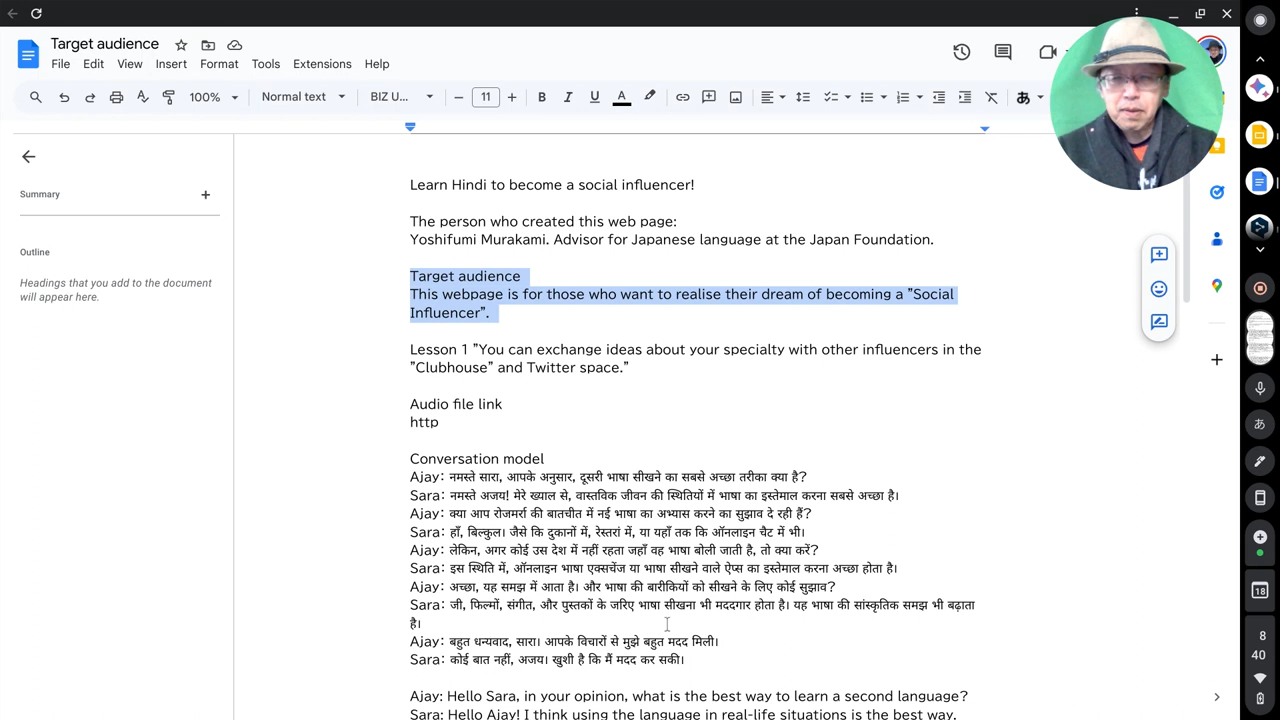 Target audience
File Edit View Insert Format Tools Extensions Help
100% Normal text BIZ U... 11 B I U A あ
Summary
Outline
Headings that you add to the document
will appear here.
Learn Hindi to become a social influencer!
The person who created this web page:
Yoshifumi Murakami. Advisor for Japanese language at the Japan Foundation.
Target audience
This webpage is for those who want to realise their dream of becoming a ”Social
Influencer”.
Lesson 1 ”You can exchange ideas about your specialty with other influencers in the
”Clubhouse” and Twitter space.”
Audio file link
http
Conversation model
Ajay: नमस्ते सारा, आपके अनुसार, दूसरी भाषा सीखने का सबसे अच्छा तरीका क्या है?
Sara: नमस्ते अजय! मेरे ख्याल से, वास्तविक जीवन की स्थितियों में भाषा का इस्तेमाल करना सबसे अच्छा है।
Ajay: क्या आप रोजमर्रा की बातचीत में नई भाषा का अभ्यास करने का सुझाव दे रही हैं?
Sara: हाँ, बिल्कुल। जैसे कि दुकानों में, रेस्तरां में, या यहाँ तक कि ऑनलाइन चैट में भी।
Ajay: लेकिन, अगर कोई उस देश में नहीं रहता जहाँ वह भाषा बोली जाती है, तो क्या करें?
Sara: इस स्थिति में, ऑनलाइन भाषा एक्सचेंज या भाषा सीखने वाले ऐप्स का इस्तेमाल करना अच्छा होता है।
Ajay: अच्छा, यह समझ में आता है। और भाषा की बारीकियों को सीखने के लिए कोई सुझाव?
Sara: जी, फिल्मों, संगीत, और पुस्तकों के जरिए भाषा सीखना भी मददगार होता है। यह भाषा की सांस्कृतिक समझ भी बढ़ाता
है।
Ajay: बहुत धन्यवाद, सारा। आपके विचारों से मुझे बहुत मदद मिली।
Sara: कोई बात नहीं, अजय। खुशी है कि मैं मदद कर सकी।
Ajay: Hello Sara, in your opinion, what is the best way to learn a second language?
Sara: Hello Ajay! I think using the language in real-life situations is the best way.
あ
18
8
40